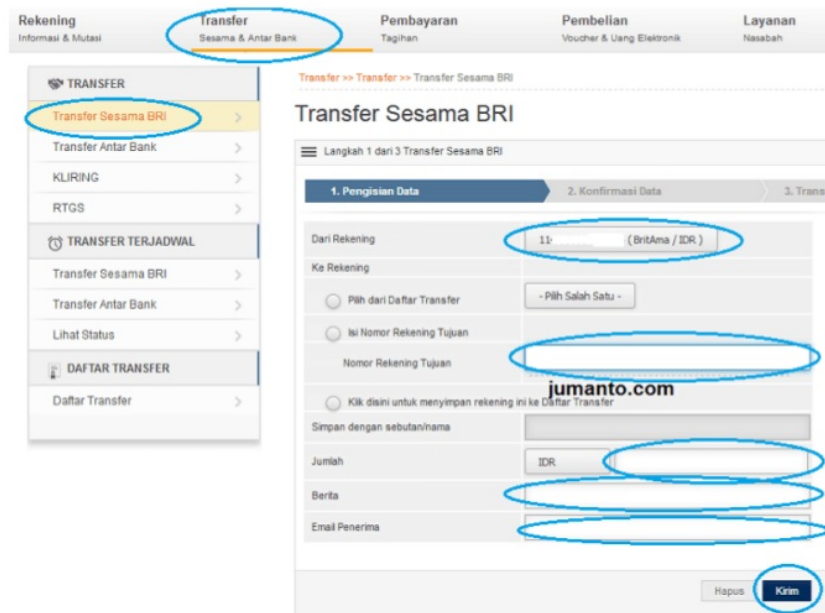 Rekening Transfer Pembayaran Pembelian Layanan
Informasi & Mutasi Sesama & Antar Bank Tagihan Voucher & Uang Elektronik Nasabah
TRANSFER
Transfer Sesama BRI
Transfer Antar Bank
KLIRING
RTGS
TRANSFER TERJADWAL
Transfer Sesama BRI
Transfer Antar Bank
Lihat Status
DAFTAR TRANSFER
Daftar Transfer
Transfer >> Transfer >> Transfer Sesama BRI
Transfer Sesama BRI
Langkah 1 dari 3 Transfer Sesama BRI
1. Pengisian Data 2. Konfirmasi Data 3. Trans
Dari Rekening 11 ( BritAma / IDR )
Ke Rekening
Pilih dari Daftar Transfer - Pilih Salah Satu -
Isi Nomor Rekening Tujuan
Nomor Rekening Tujuan
jumanto.com
Klik disini untuk menyimpan rekening ini ke Daftar Transfer
Simpan dengan sebutan/nama
Jumlah IDR
Berita
Email Penerima
Hapus Kirim